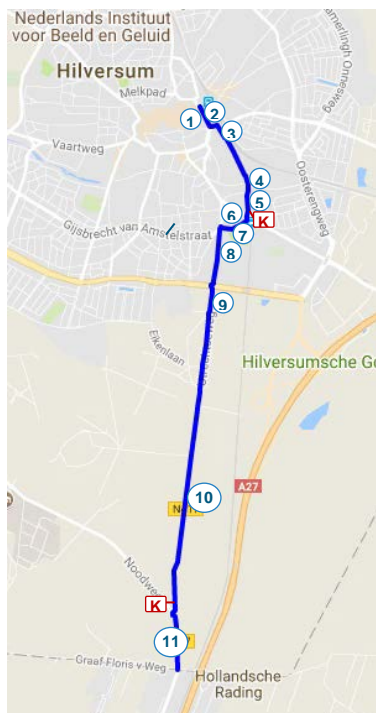 Nederlands Instituut
voor Beeld en Geluid
Hilversum
Melkpad
1
2
3
Vaartweg
Oosterengweg
4
5
6
K
7
Gijsbrecht van Amstelstraat
8
9
Eikenlaan
Hilversumsche Ge
A27
10
Noodweg
K
11
Graaf Floris v-Weg
Hollandsche
Rading